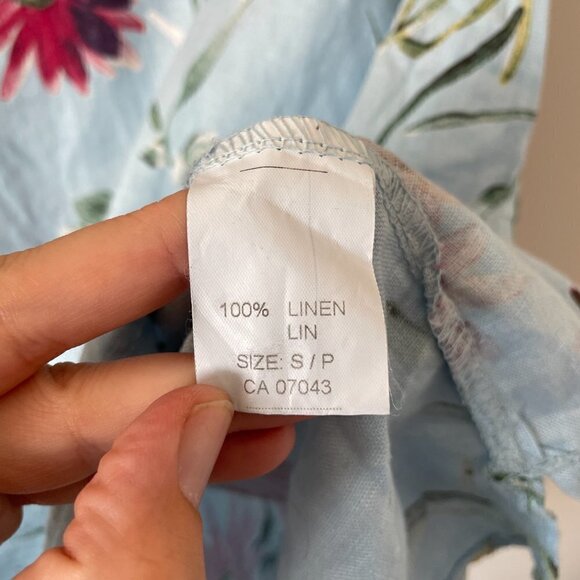 100% LINEN
LIN
SIZE: S / P
CA 07043